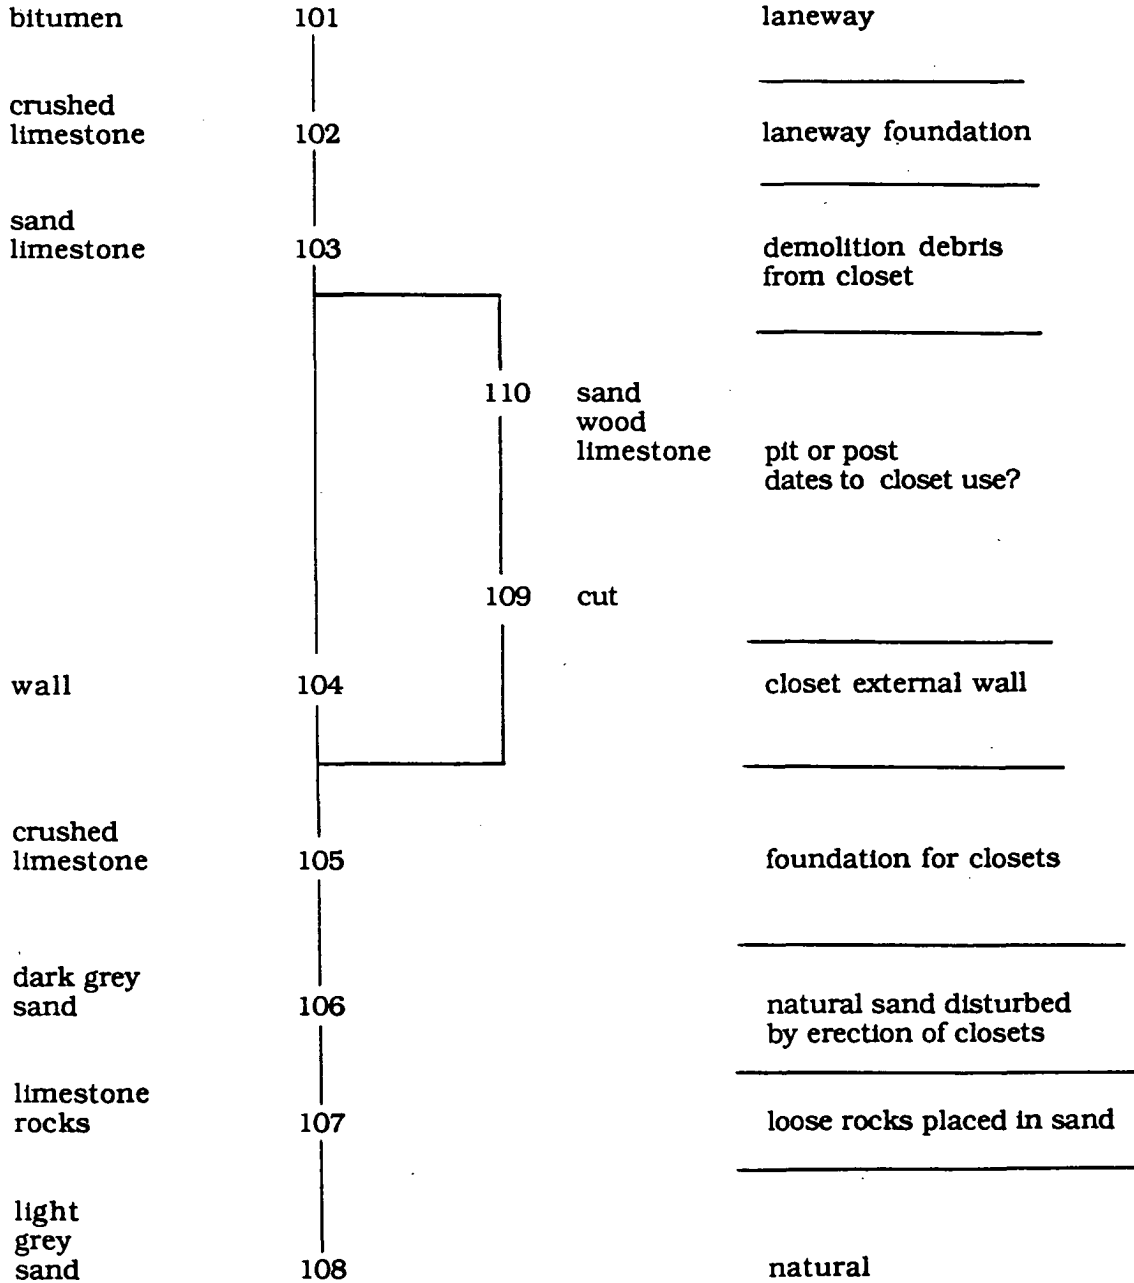 bitumen 101 laneway
crushed
limestone 102 laneway foundation
sand
limestone 103 demolition debris
from closet
110 sand
wood
limestone pit or post
dates to closet use?
109 cut
wall 104 closet external wall
crushed
limestone 105 foundation for closets
dark grey
sand 106 natural sand disturbed
by erection of closets
limestone
rocks 107 loose rocks placed in sand
light
grey
sand 108 natural